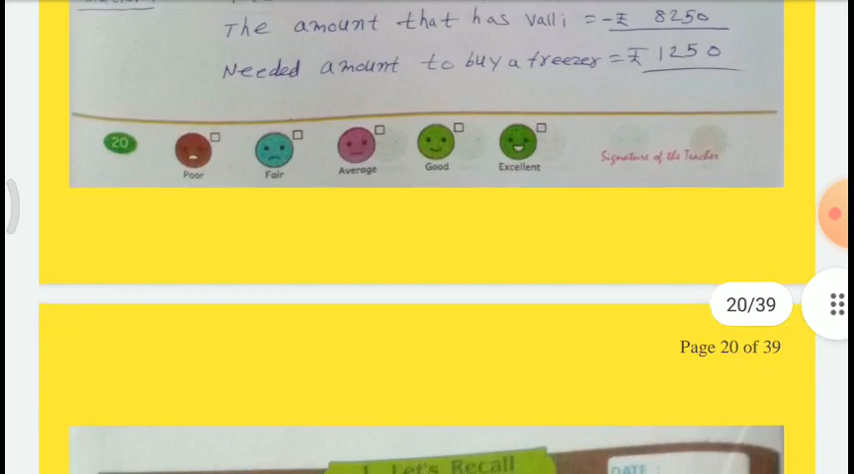 The amount that has Valli = - ₹ 8250
Needed amount to buy a freezer = ₹ 1250
20
Poor
Fair
Average
Good
Excellent
Signature of the Teacher
20/39
Page 20 of 39
Let's Recall
DATE :